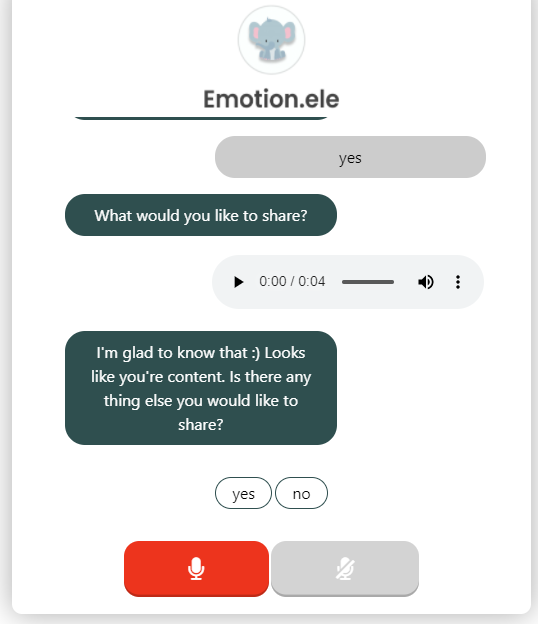 Emotion.ele
yes
What would you like to share?
0:00 / 0:04
I'm glad to know that :) Looks
like you're content. Is there any
thing else you would like to
share?
yes no